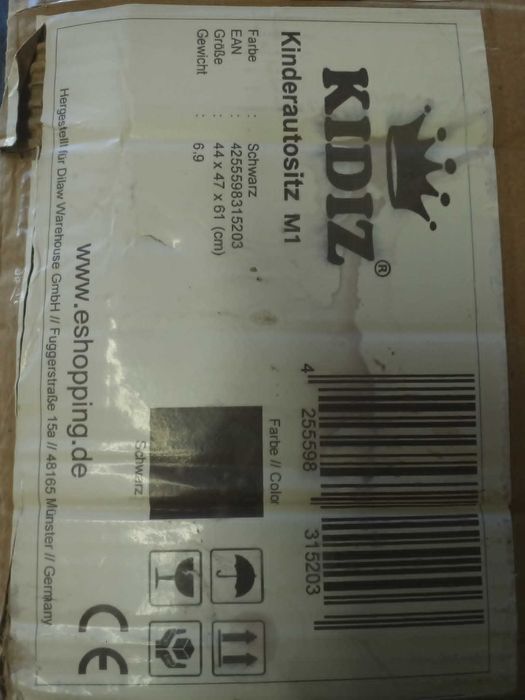 KIDIZ®
Kinderautositz M1
Farbe : Schwarz
EAN : 4255598315203
Größe : 44 x 47 x 61 (cm)
Gewicht : 6.9
4 255598 315203
Farbe // Color
Schwarz
www.eshopping.de
Hergestellt für Dilaw Warehouse GmbH // Fuggerstraße 15a // 48165 Münster // Germany
CE